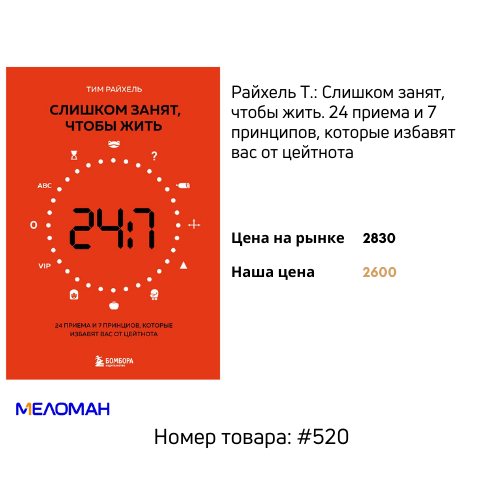 ТИМ РАЙХЕЛЬ
СЛИШКОМ ЗАНЯТ,
ЧТОБЫ ЖИТЬ
?
ABC
24:7
VIP
24 ПРИЕМА И 7 ПРИНЦИПОВ, КОТОРЫЕ
ИЗБАВЯТ ВАС ОТ ЦЕЙТНОТА
БОМБОРА
ИЗДАТЕЛЬСТВО
Райхель Т.: Слишком занят,
чтобы жить. 24 приема и 7
принципов, которые избавят
вас от цейтнота
Цена на рынке 2830
Наша цена 2600
МЕЛОМАН
Номер товара: #520